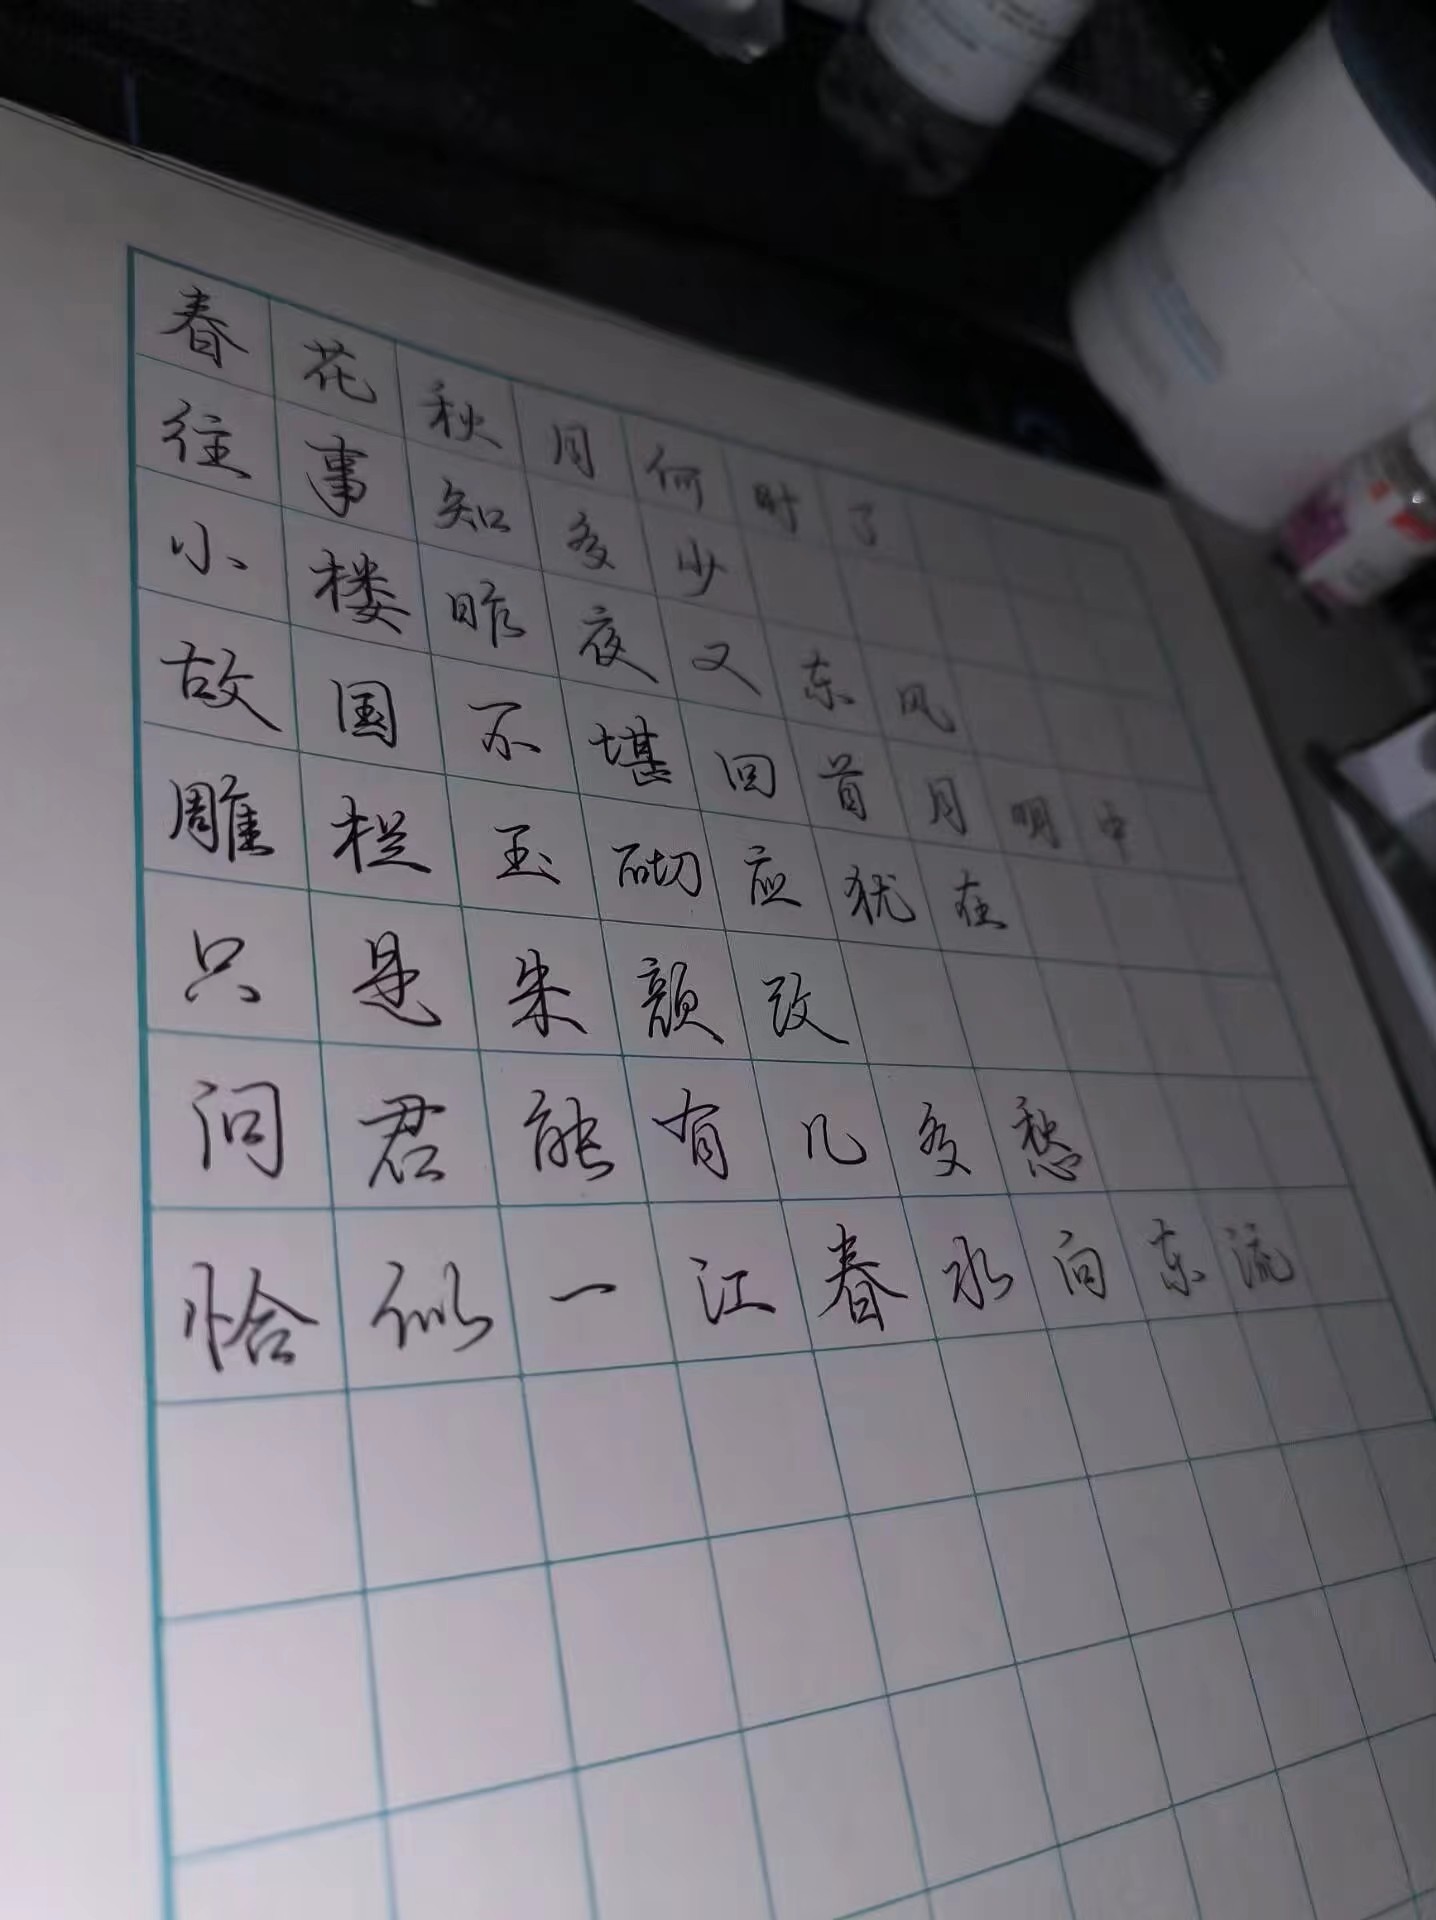 春花秋月何时了
往事知多少
小楼昨夜又东风
故国不堪回首月明中
雕栏玉砌应犹在
只是朱颜改
问君能有几多愁
恰似一江春水向东流